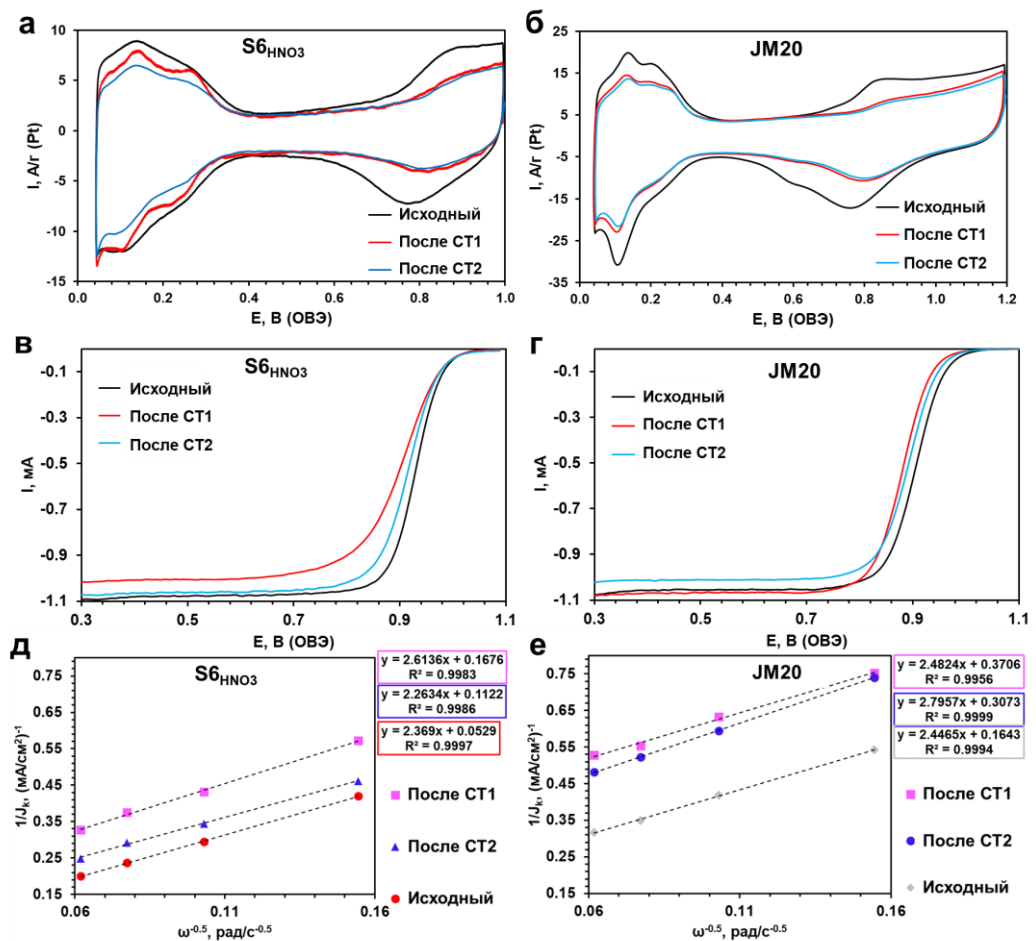 а
S6HNO3
I, А/г (Pt)
10
5
0
-5
-10
-15
0.0
0.2
0.4
0.6
0.8
1.0
E, В (ОВЭ)
Исходный
После СТ1
После СТ2
б
JM20
I, А/г (Pt)
35
25
15
5
-5
-15
-25
-35
0.0
0.2
0.4
0.6
0.8
1.0
1.2
E, В (ОВЭ)
Исходный
После СТ1
После СТ2
в
S6HNO3
I, мА
-0.1
-0.3
-0.5
-0.7
-0.9
-1.1
0.3
0.5
0.7
0.9
1.1
E, В (ОВЭ)
Исходный
После СТ1
После СТ2
г
JM20
I, мА
-0.1
-0.3
-0.5
-0.7
-0.9
-1.1
0.3
0.5
0.7
0.9
1.1
E, В (ОВЭ)
Исходный
После СТ1
После СТ2
д
S6HNO3
1/Jk, (мА/см²)⁻¹
0.75
0.65
0.55
0.45
0.35
0.25
0.15
0.06
0.11
0.16
ω⁻⁰·⁵, рад/с⁻⁰·⁵
y = 2.6136x + 0.1676
R² = 0.9983
y = 2.2634x + 0.1122
R² = 0.9986
y = 2.369x + 0.0529
R² = 0.9997
После СТ1
После СТ2
Исходный
е
JM20
1/Jk, (мА/см²)⁻¹
0.75
0.65
0.55
0.45
0.35
0.25
0.15
0.06
0.11
0.16
ω⁻⁰·⁵, рад/с⁻⁰·⁵
y = 2.4824x + 0.3706
R² = 0.9956
y = 2.7957x + 0.3073
R² = 0.9999
y = 2.4465x + 0.1643
R² = 0.9994
После СТ1
После СТ2
Исходный